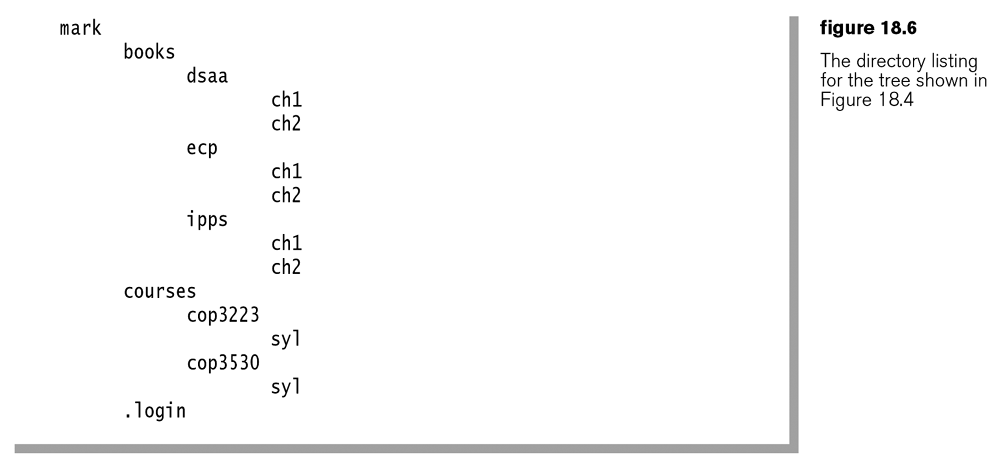 mark
books
dsaa
ch1
ch2
ecp
ch1
ch2
ipps
ch1
ch2
courses
cop3223
syl
cop3530
syl
.login
figure 18.6
The directory listing
for the tree shown in
Figure 18.4